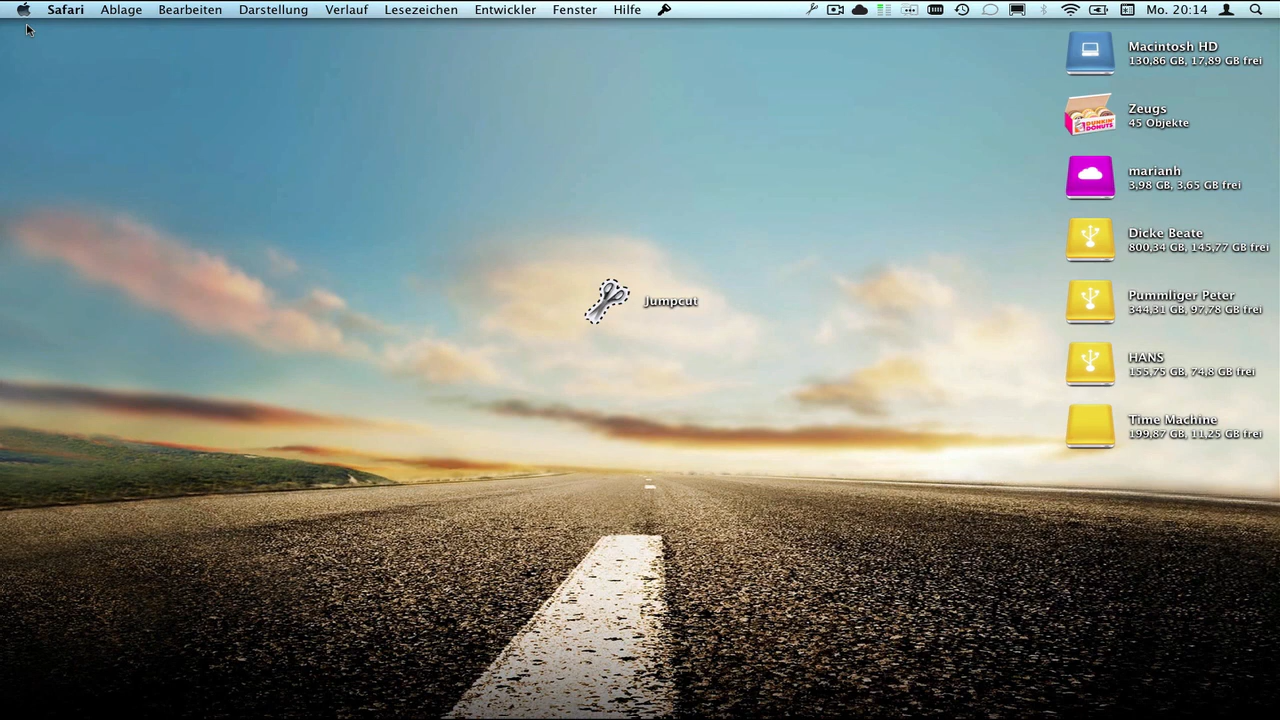 Safari Ablage Bearbeiten Darstellung Verlauf Lesezeichen Entwickler Fenster Hilfe Mo. 20:14
Macintosh HD
130,86 GB, 17,89 GB frei
Zeugs
45 Objekte
DUNKIN' DONUTS
marianh
3,98 GB, 3,65 GB frei
Dicke Beate
800,34 GB, 145,77 GB frei
Jumpcut
Pummliger Peter
344,31 GB, 97,78 GB frei
HANS
155,75 GB, 74,8 GB frei
Time Machine
199,87 GB, 11,25 GB frei